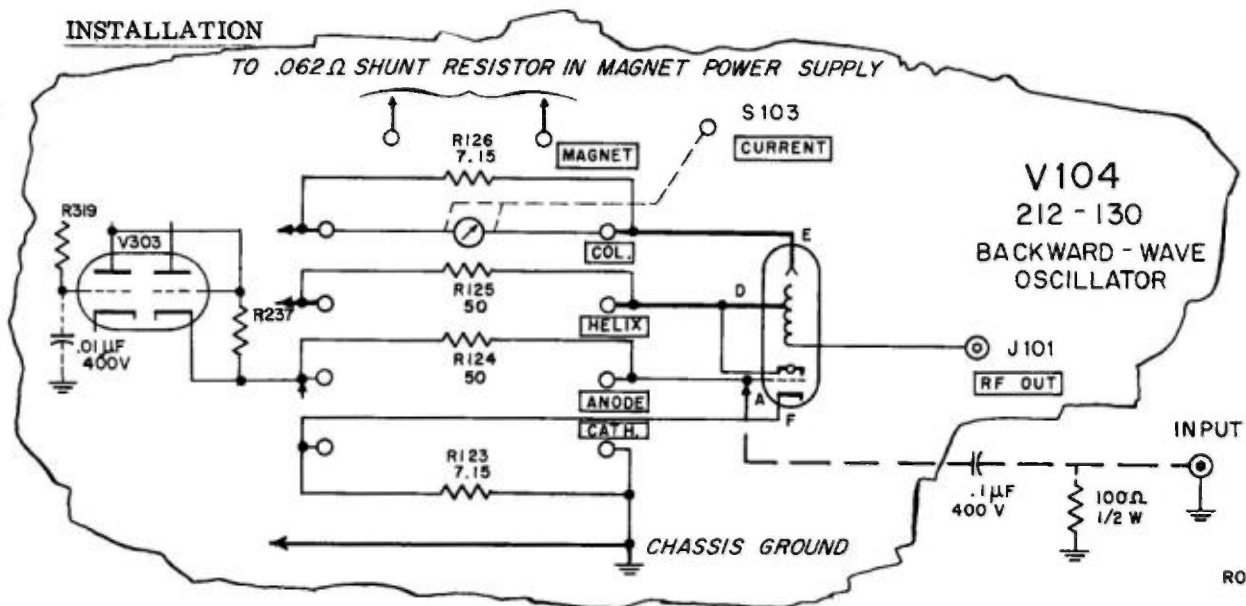 INSTALLATION
TO .062Ω SHUNT RESISTOR IN MAGNET POWER SUPPLY
S103
CURRENT
MAGNET
R126
7.15
V104
212-130
BACKWARD-WAVE
OSCILLATOR
R319
V303
COL.
E
R125
50
D
R237
HELIX
.01μF
400V
R124
50
J101
RF OUT
ANODE
A
F
CATH.
INPUT
R123
7.15
.1μF
400V
100Ω
1/2 W
CHASSIS GROUND
RO